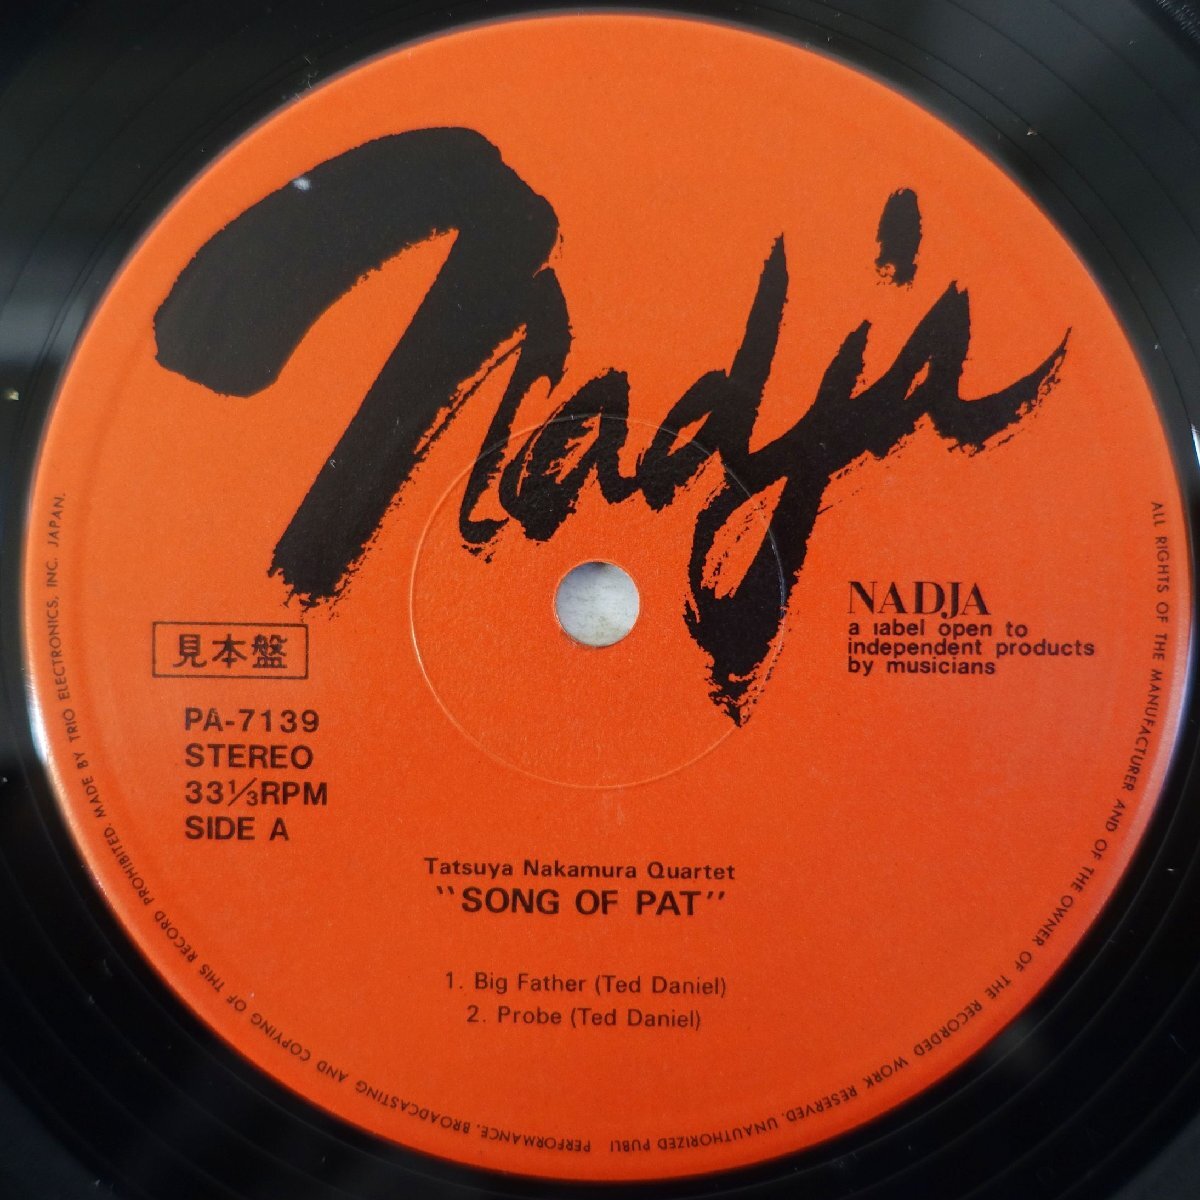 Nadja
NADJA
a label open to
independent products
by musicians
見本盤
PA-7139
STEREO
33⅓RPM
SIDE A
Tatsuya Nakamura Quartet
"SONG OF PAT"
1. Big Father (Ted Daniel)
2. Probe (Ted Daniel)
ALL RIGHTS OF THE MANUFACTURER AND OF THE OWNER OF THE RECORDED WORK RESERVED. UNAUTHORIZED PUBLI PERFORMANCE, BROADCASTING AND COPYING OF THIS RECORD PROHIBITED. MADE BY TRIO ELECTRONICS, INC. JAPAN.